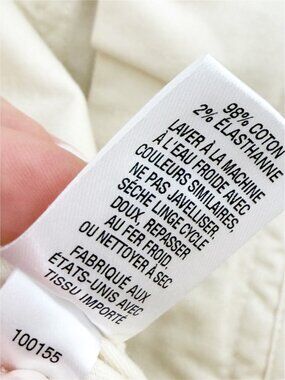 98% COTON
2% ÉLASTHANNE
LAVER À LA MACHINE
À L'EAU FROIDE AVEC
COULEURS SIMILAIRES,
NE PAS JAVELLISER,
SÈCHE LINGE CYCLE
DOUX. REPASSER
AU FER FROID
OU NETTOYER À SEC
FABRIQUÉ AUX
ÉTATS-UNIS AVEC
TISSU IMPORTÉ
100155